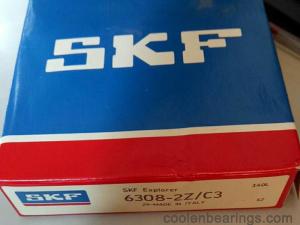 SKF
SKF
SKF Explorer
6308-2Z/C3
MADE IN ITALY
coolenbearings.com